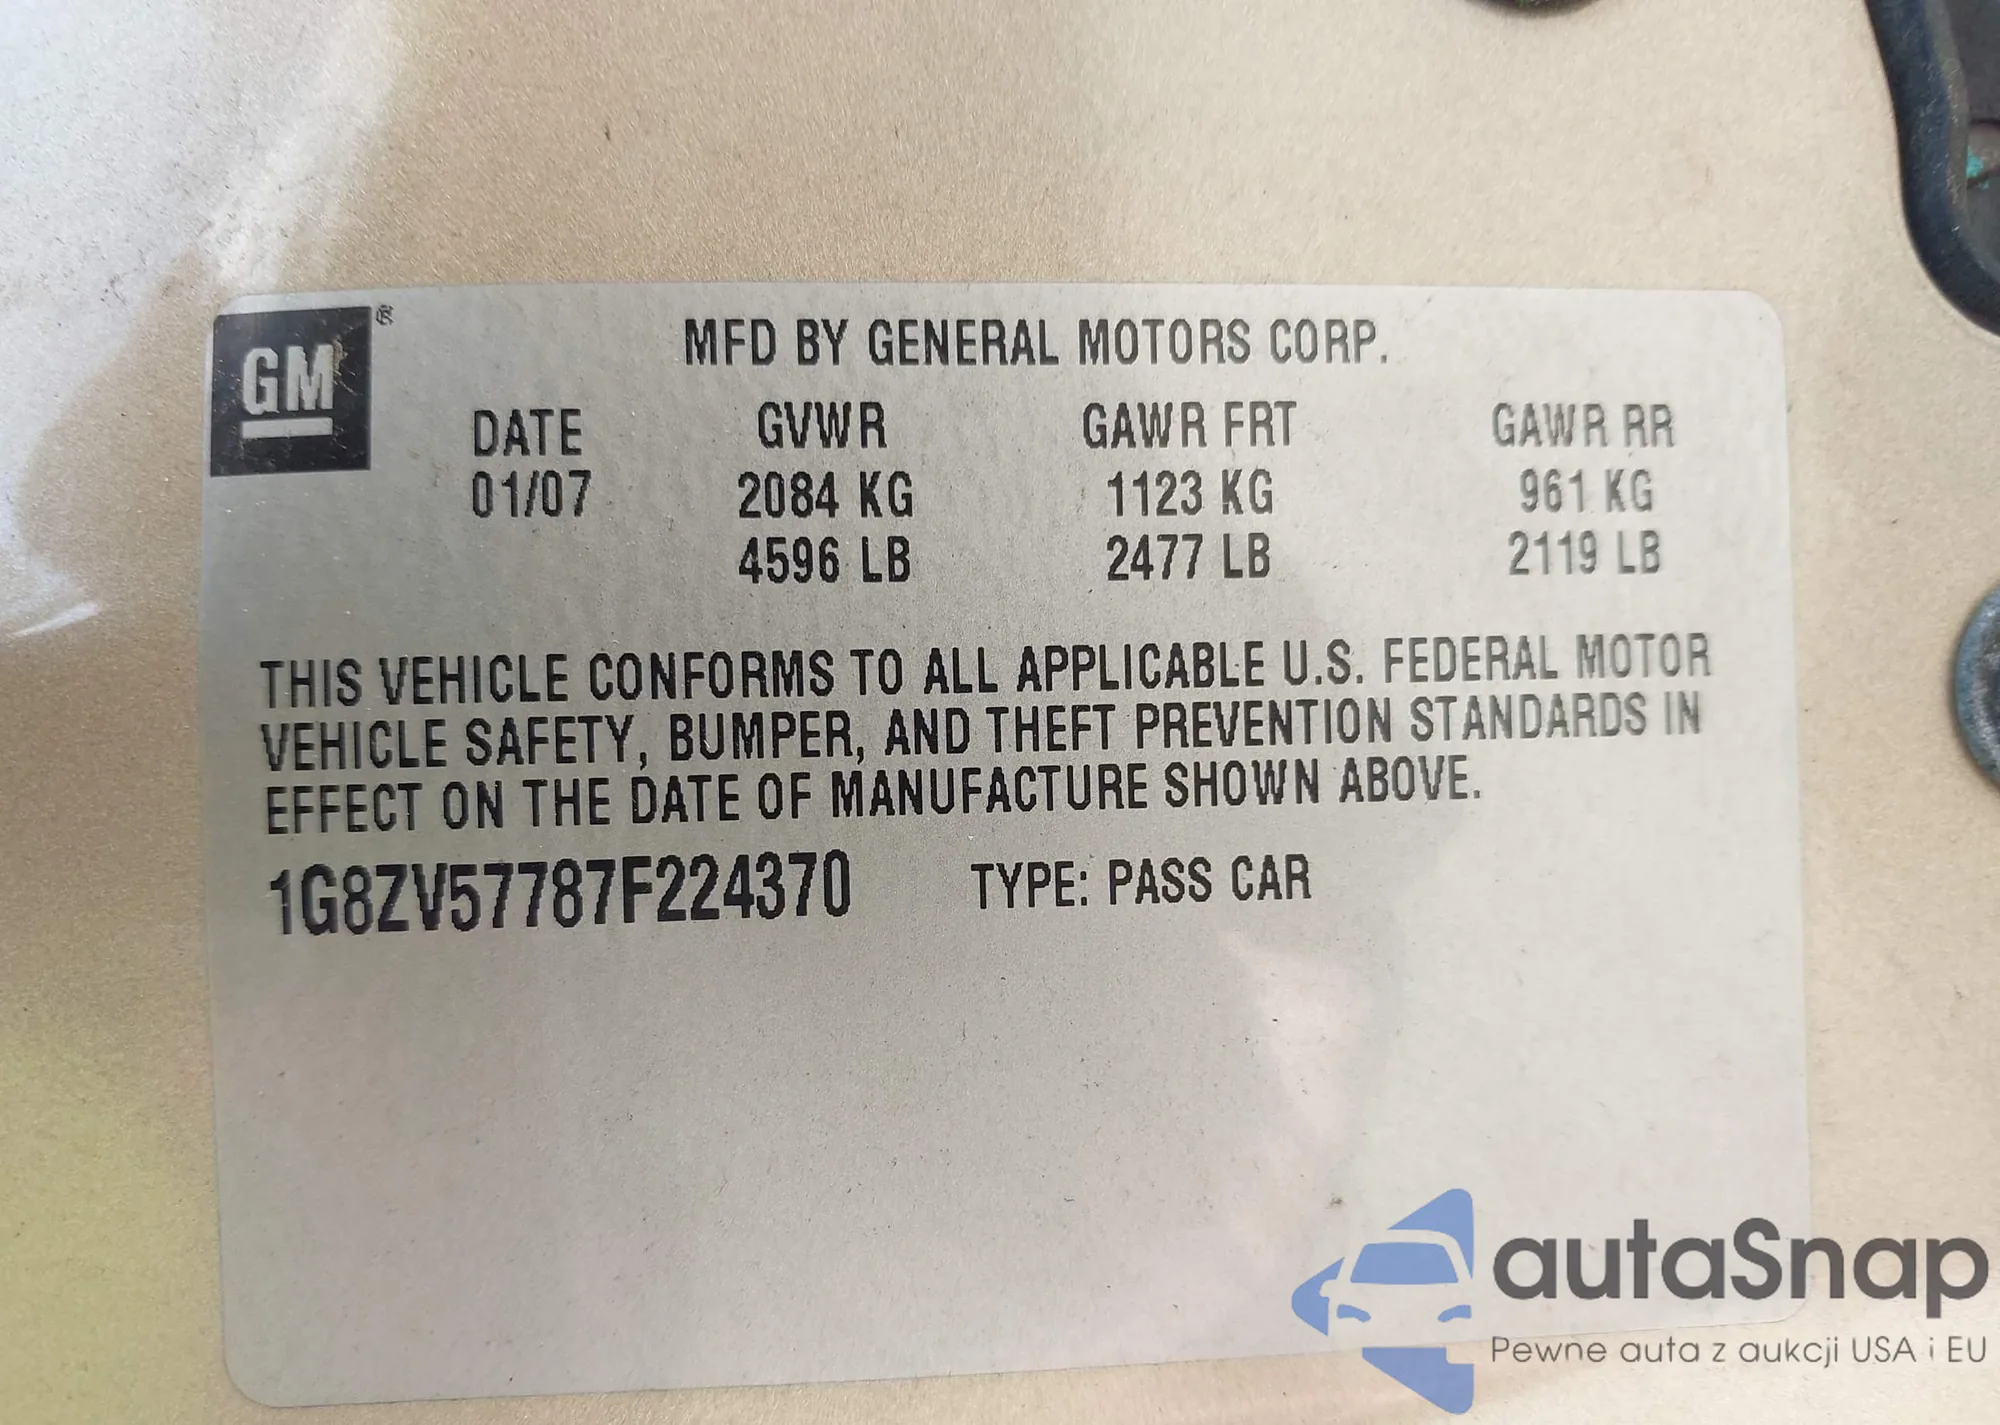 GM ®
MFD BY GENERAL MOTORS CORP.
DATE GVWR GAWR FRT GAWR RR
01/07 2084 KG 1123 KG 961 KG
4596 LB 2477 LB 2119 LB
THIS VEHICLE CONFORMS TO ALL APPLICABLE U.S. FEDERAL MOTOR
VEHICLE SAFETY, BUMPER, AND THEFT PREVENTION STANDARDS IN
EFFECT ON THE DATE OF MANUFACTURE SHOWN ABOVE.
1G8ZV57787F224370 TYPE: PASS CAR
autaSnap
Pewne auta z aukcji USA i EU